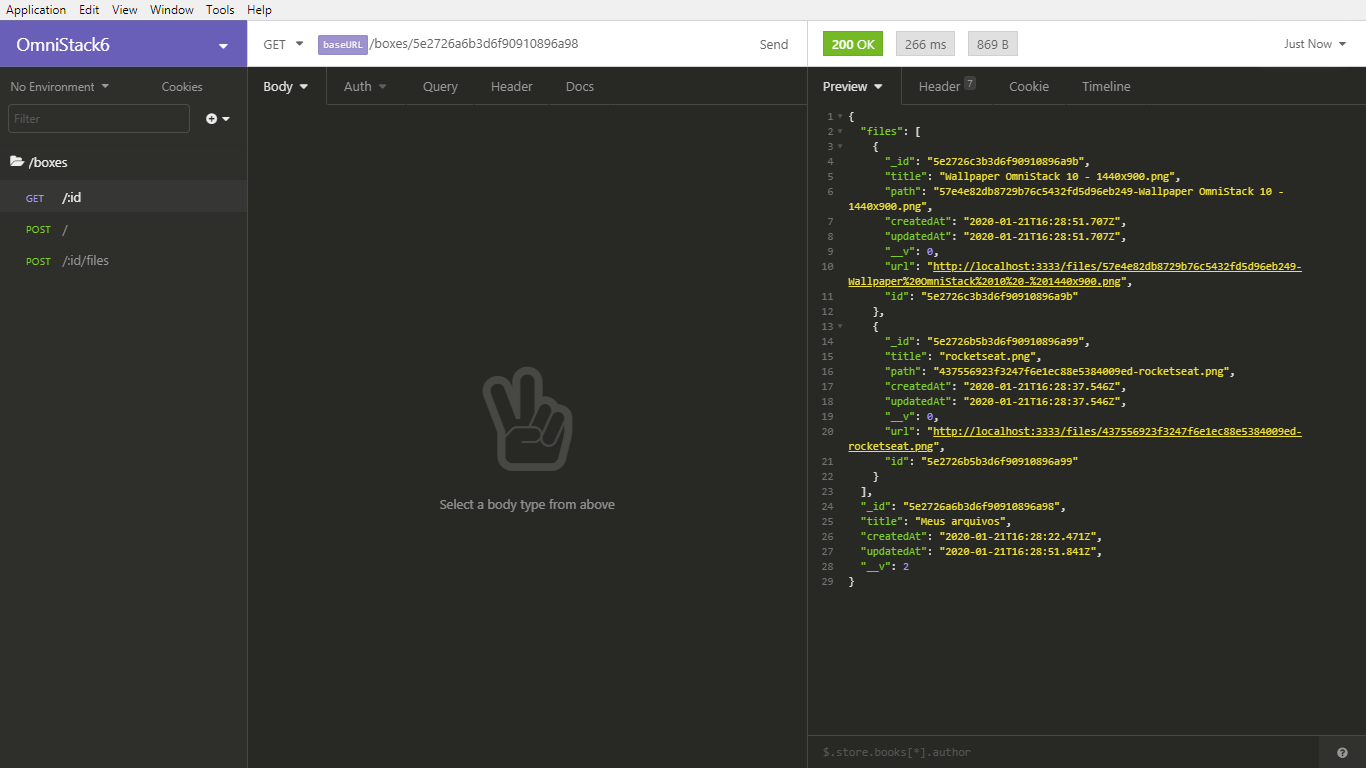 Application Edit View Window Tools Help
OmniStack6
GET baseURL /boxes/5e2726a6b3d6f90910896a98 Send
200 OK 266 ms 869 B Just Now
No Environment Cookies
Body Auth Query Header Docs
Preview Header 7 Cookie Timeline
Filter
/boxes
GET /:id
POST /
POST /:id/files
Select a body type from above
1 {
2 "files": [
3 {
4 "_id": "5e2726c3b3d6f90910896a9b",
5 "title": "Wallpaper OmniStack 10 - 1440x900.png",
6 "path": "57e4e82db8729b76c5432fd5d96eb249-Wallpaper OmniStack 10 -
1440x900.png",
7 "createdAt": "2020-01-21T16:28:51.707Z",
8 "updatedAt": "2020-01-21T16:28:51.707Z",
9 "__v": 0,
10 "url": "http://localhost:3333/files/57e4e82db8729b76c5432fd5d96eb249-
Wallpaper%20OmniStack%2010%20-%201440x900.png",
11 "id": "5e2726c3b3d6f90910896a9b"
12 },
13 {
14 "_id": "5e2726b5b3d6f90910896a99",
15 "title": "rocketseat.png",
16 "path": "437556923f3247f6e1ec88e5384009ed-rocketseat.png",
17 "createdAt": "2020-01-21T16:28:37.546Z",
18 "updatedAt": "2020-01-21T16:28:37.546Z",
19 "__v": 0,
20 "url": "http://localhost:3333/files/437556923f3247f6e1ec88e5384009ed-
rocketseat.png",
21 "id": "5e2726b5b3d6f90910896a99"
22 }
23 ],
24 "_id": "5e2726a6b3d6f90910896a98",
25 "title": "Meus arquivos",
26 "createdAt": "2020-01-21T16:28:22.471Z",
27 "updatedAt": "2020-01-21T16:28:51.841Z",
28 "__v": 2
29 }
$.store.books[*].author